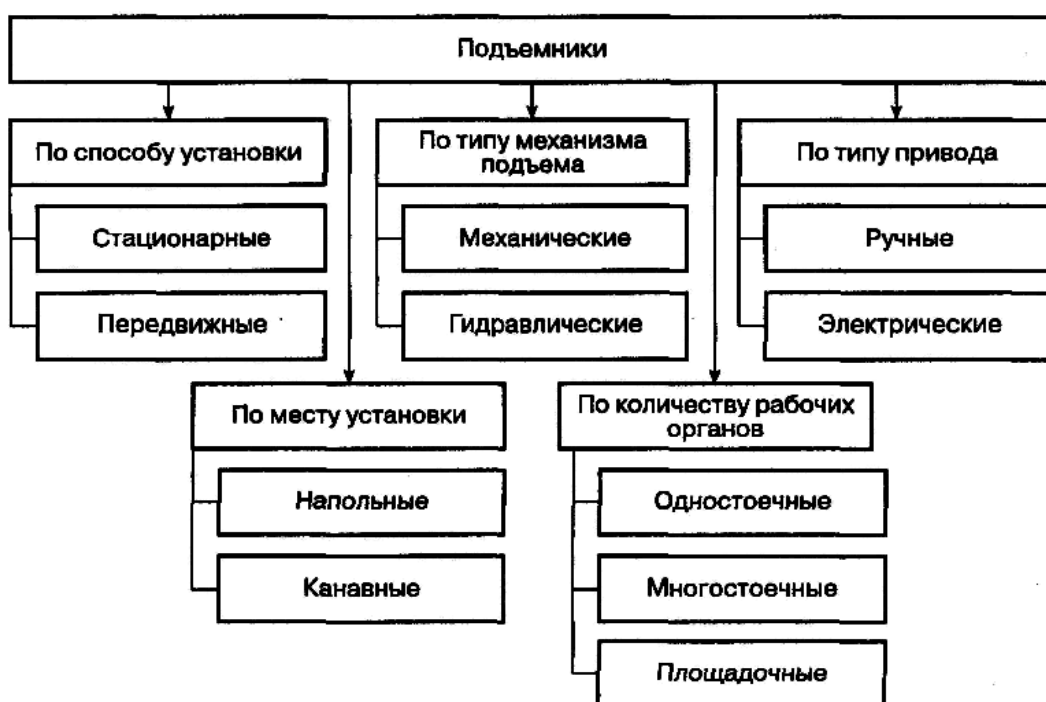 Подъемники
По способу установки
Стационарные
Передвижные
По типу механизма
подъема
Механические
Гидравлические
По типу привода
Ручные
Электрические
По месту установки
Напольные
Канавные
По количеству рабочих
органов
Одностоечные
Многостоечные
Площадочные